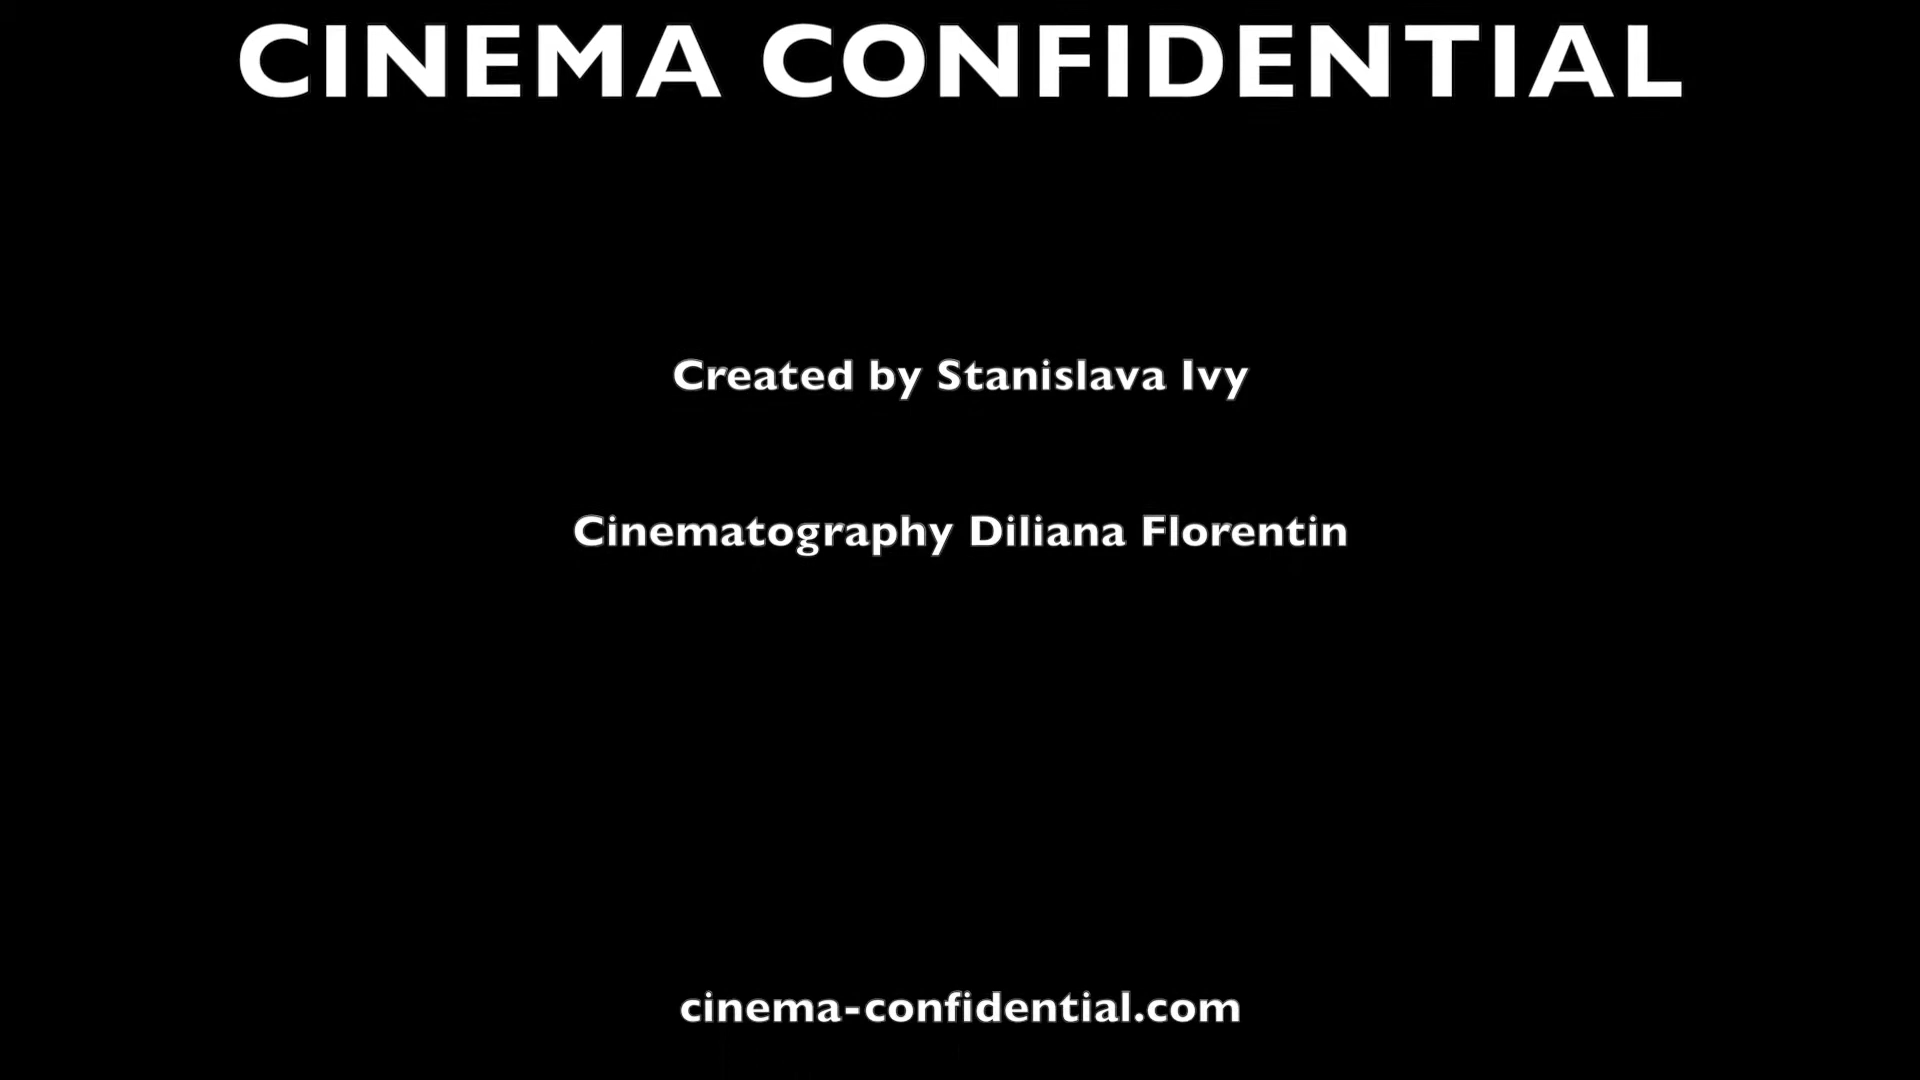 CINEMA CONFIDENTIAL
Created by Stanislava Ivy
Cinematography Diliana Florentin
cinema-confidential.com